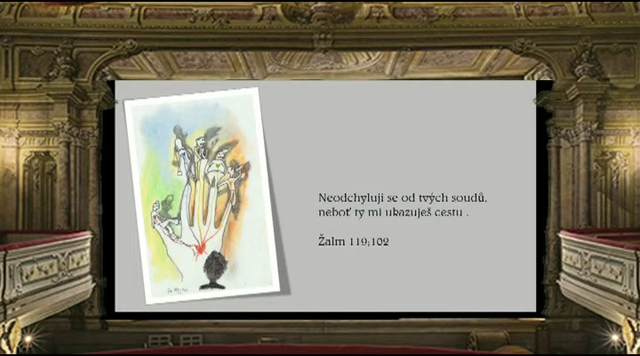 Neodchyluji se od tvých soudů,
neboť ty mi ukazuješ cestu .
Žalm 119;102